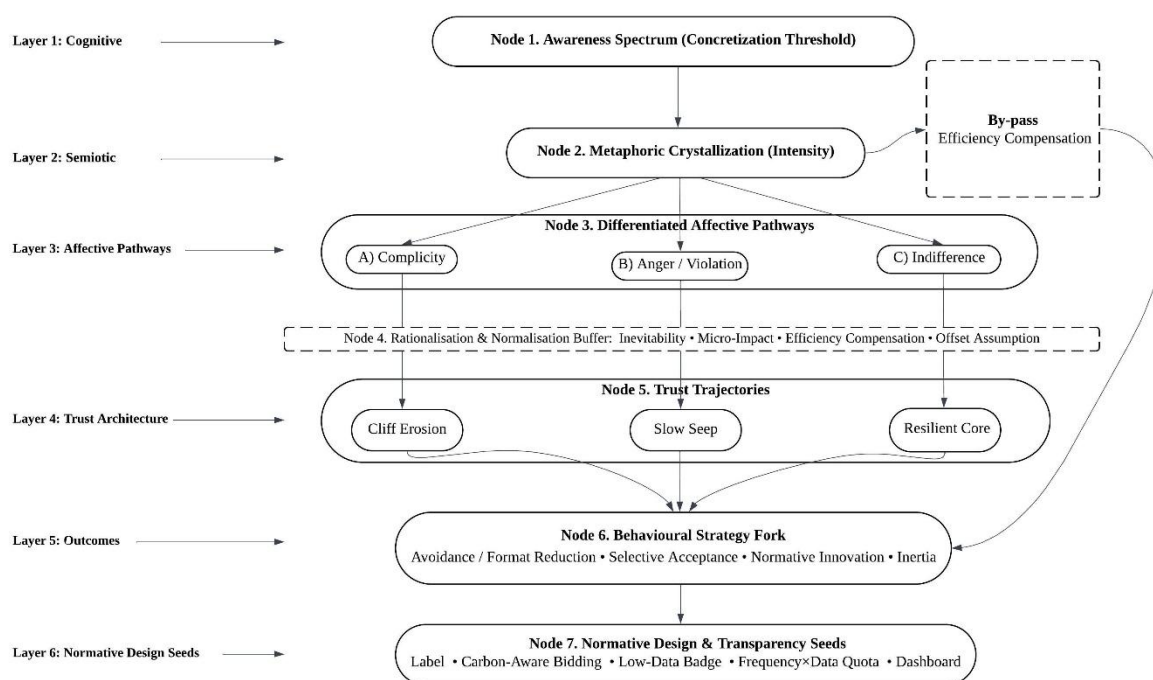 Layer 1: Cognitive
Node 1. Awareness Spectrum (Concretization Threshold)
By-pass
Efficiency Compensation
Layer 2: Semiotic
Node 2. Metaphoric Crystallization (Intensity)
Node 3. Differentiated Affective Pathways
Layer 3: Affective Pathways
A) Complicity
B) Anger / Violation
C) Indifference
Node 4. Rationalisation & Normalisation Buffer: Inevitability • Micro-Impact • Efficiency Compensation • Offset Assumption
Node 5. Trust Trajectories
Layer 4: Trust Architecture
Cliff Erosion
Slow Seep
Resilient Core
Layer 5: Outcomes
Node 6. Behavioural Strategy Fork
Avoidance / Format Reduction • Selective Acceptance • Normative Innovation • Inertia
Layer 6: Normative Design Seeds
Node 7. Normative Design & Transparency Seeds
Label • Carbon-Aware Bidding • Low-Data Badge • Frequency×Data Quota • Dashboard